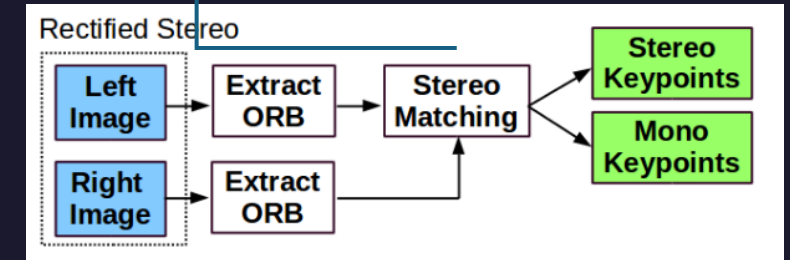 Rectified Stereo
Left
Image
Extract
ORB
Stereo
Matching
Stereo
Keypoints
Mono
Keypoints
Right
Image
Extract
ORB